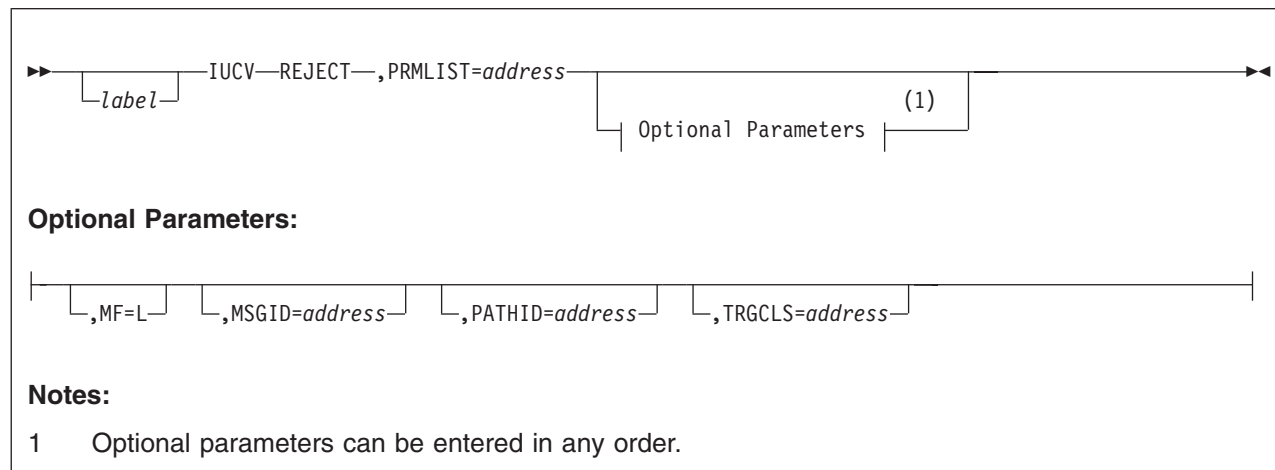 label IUCV REJECT ,PRMLIST=address
Optional Parameters (1)
Optional Parameters:
,MF=L ,MSGID=address ,PATHID=address ,TRGCLS=address
Notes:
1 Optional parameters can be entered in any order.